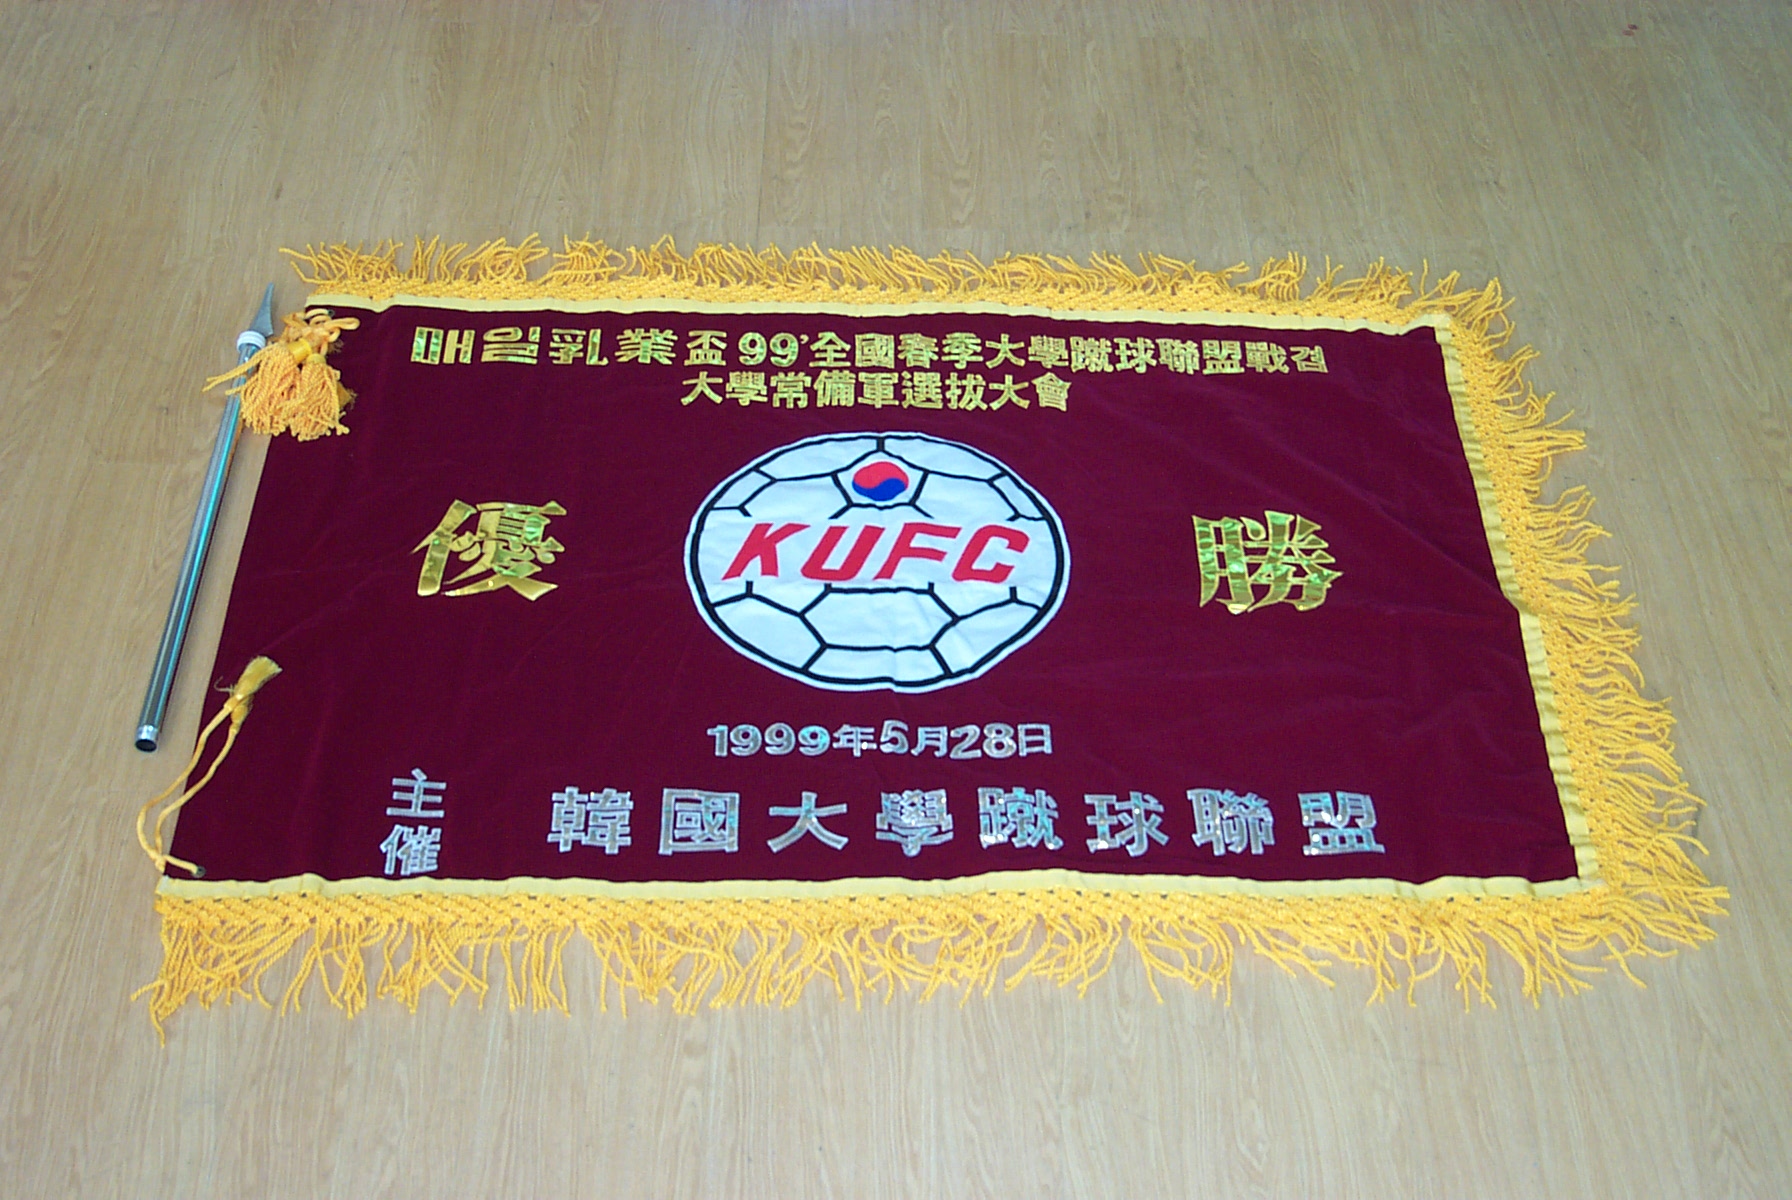 매일乳業盃 99'全國春季大學蹴球聯盟戰겸
大學常備軍選拔大會
優 勝
KUFC
1999年5月28日
主催 韓國大學蹴球聯盟